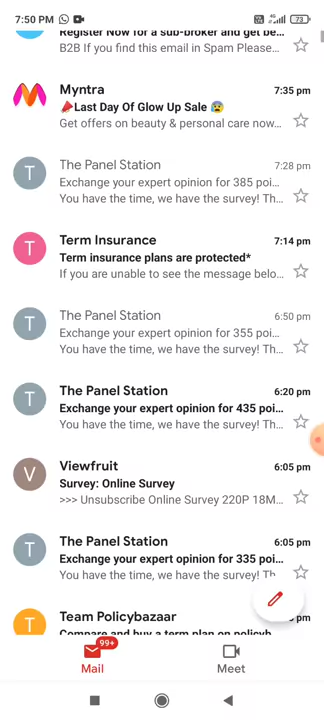 7:50 PM
73
Register Now for a sub-broker and get be...
B2B If you find this email in Spam Please...
Myntra
7:35 pm
📣Last Day Of Glow Up Sale 😰
Get offers on beauty & personal care now...
T
The Panel Station
7:28 pm
Exchange your expert opinion for 385 poi...
You have the time, we have the survey! Th...
T
Term Insurance
7:14 pm
Term insurance plans are protected*
If you are unable to see the message belo...
T
The Panel Station
6:50 pm
Exchange your expert opinion for 355 poi...
You have the time, we have the survey! Th...
T
The Panel Station
6:20 pm
Exchange your expert opinion for 435 poi...
You have the time, we have the survey! Th...
V
Viewfruit
6:05 pm
Survey: Online Survey
>>> Unsubscribe Online Survey 220P 18M...
T
The Panel Station
6:05 pm
Exchange your expert opinion for 335 poi...
You have the time, we have the survey! Th
T
Team Policybazaar
pm
Compare and buy a term plan on policyb
99+
Mail
Meet